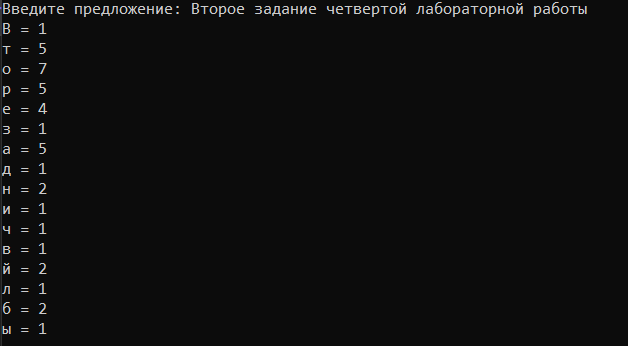 Введите предложение: Второе задание четвертой лабораторной работы
В = 1
т = 5
о = 7
р = 5
е = 4
з = 1
а = 5
д = 1
н = 2
и = 1
ч = 1
в = 1
й = 2
л = 1
б = 2
ы = 1